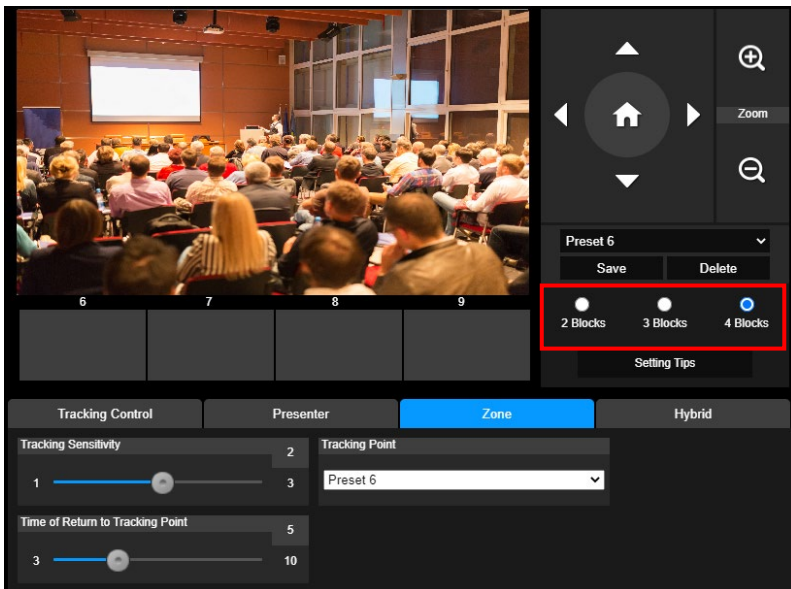 Zoom
Preset 6
Save Delete
6 7 8 9
2 Blocks 3 Blocks 4 Blocks
Setting Tips
Tracking Control Presenter Zone Hybrid
Tracking Sensitivity 2
1 3
Tracking Point
Preset 6
Time of Return to Tracking Point 5
3 10